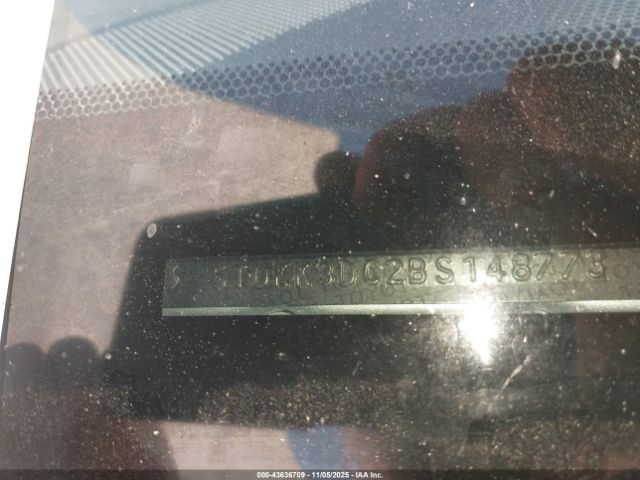 5TDKK3DC2BS148773
000-43636709 - 11/05/2025 - IAA Inc.